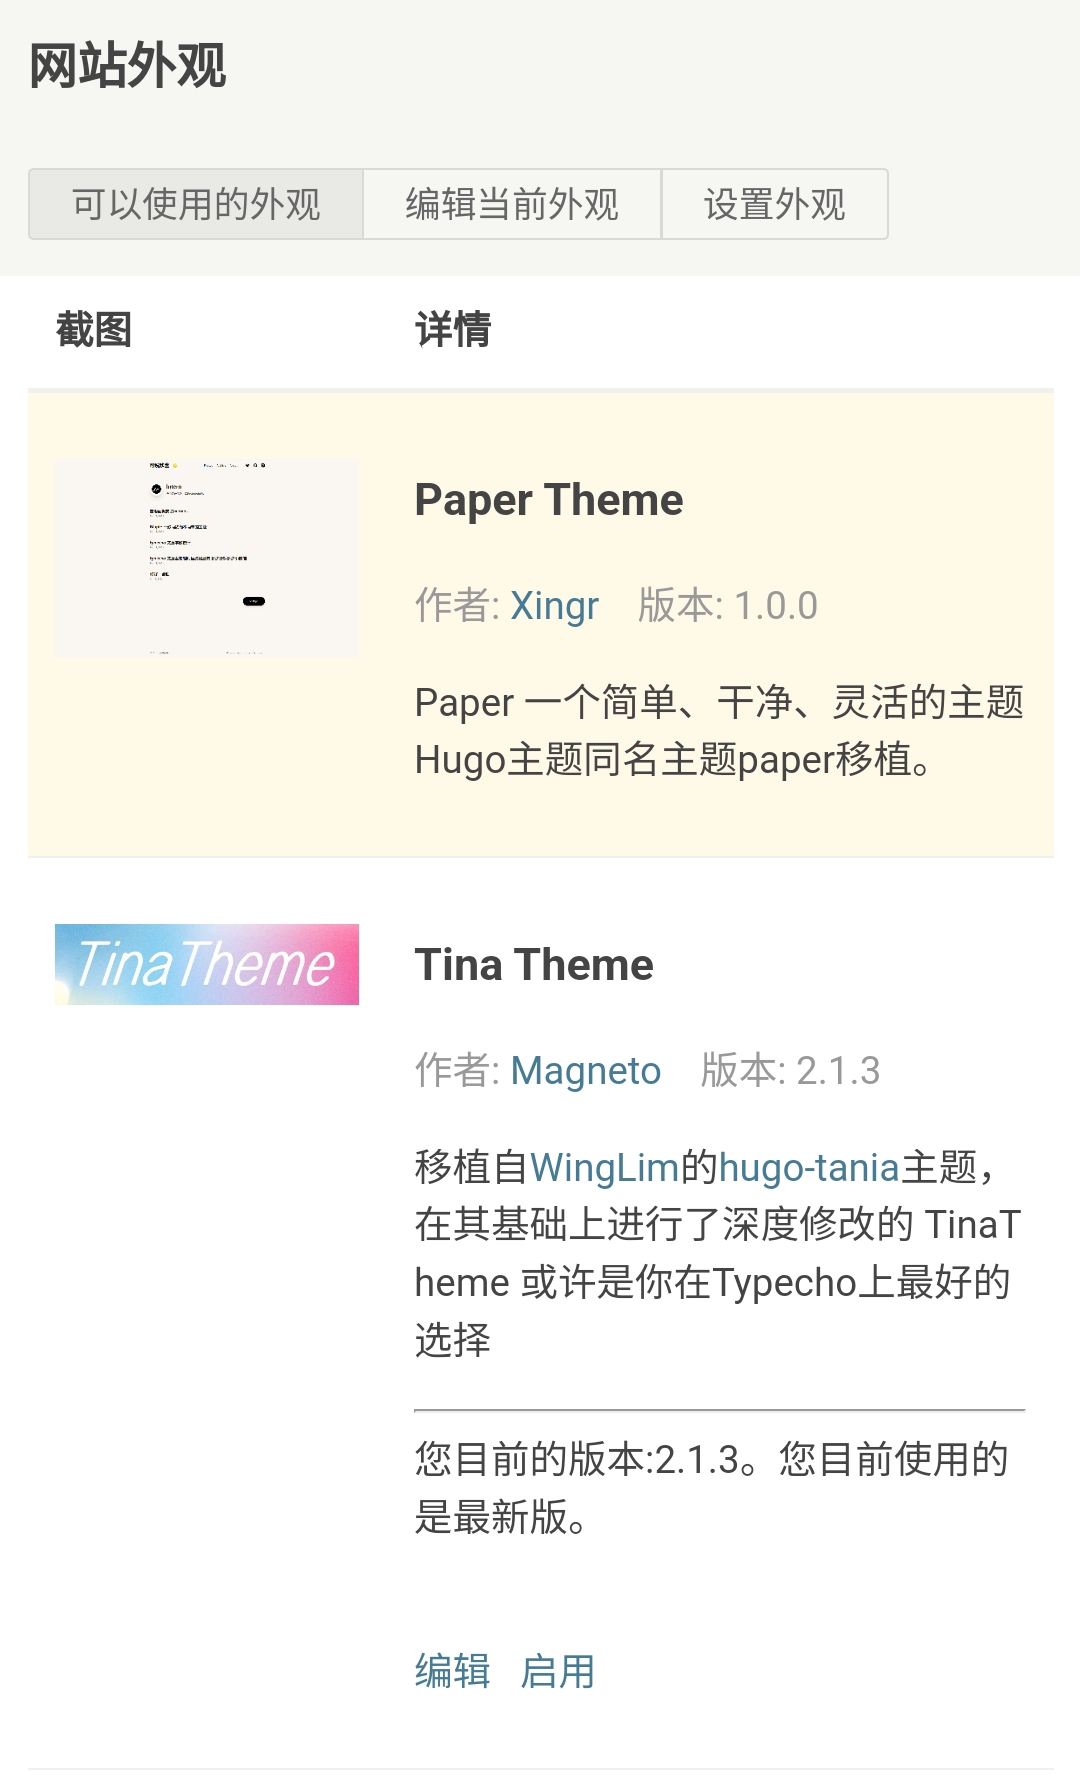 网站外观
可以使用的外观 编辑当前外观 设置外观
截图 详情
Paper Theme
作者: Xingr 版本: 1.0.0
Paper 一个简单、干净、灵活的主题
Hugo主题同名主题paper移植。
TinaTheme
Tina Theme
作者: Magneto 版本: 2.1.3
移植自WingLim的hugo-tania主题，
在其基础上进行了深度修改的 TinaT
heme 或许是你在Typecho上最好的
选择
您目前的版本:2.1.3。您目前使用的
是最新版。
编辑 启用